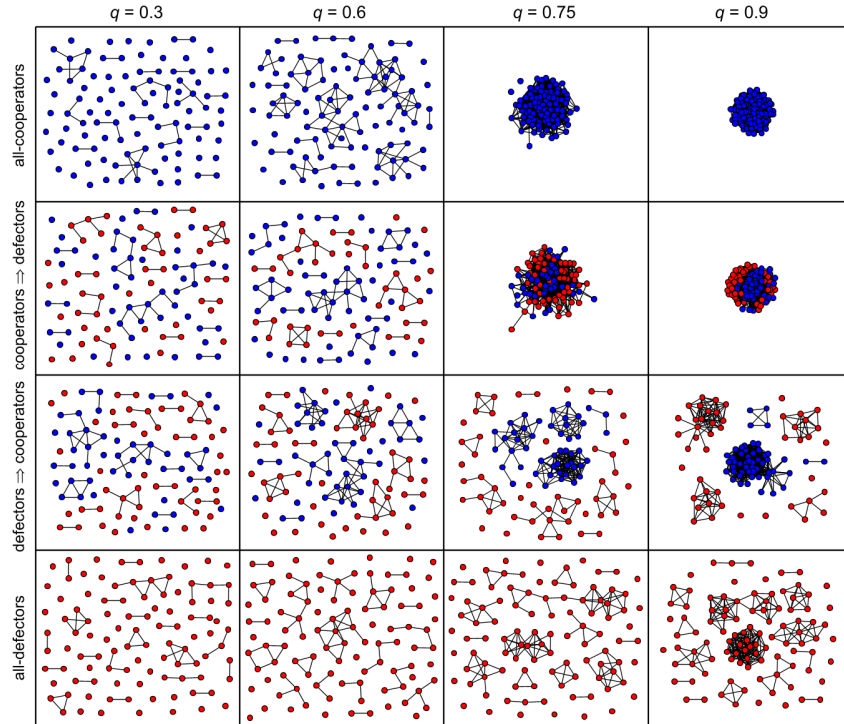 q = 0.3 q = 0.6 q = 0.75 q = 0.9
all-cooperators
cooperators ⇒ defectors
defectors ⇒ cooperators
all-defectors